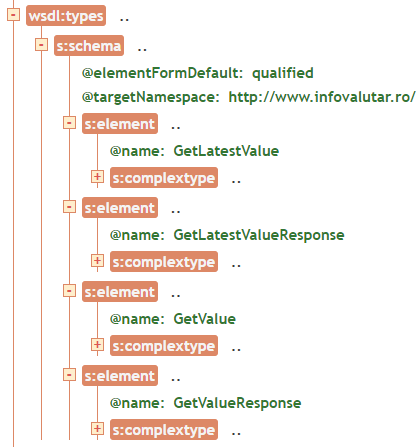 wsdl:types ..
s:schema ..
@elementFormDefault: qualified
@targetNamespace: http://www.infovalutar.ro/
s:element ..
@name: GetLatestValue
s:complextype ..
s:element ..
@name: GetLatestValueResponse
s:complextype ..
s:element ..
@name: GetValue
s:complextype ..
s:element ..
@name: GetValueResponse
s:complextype ..